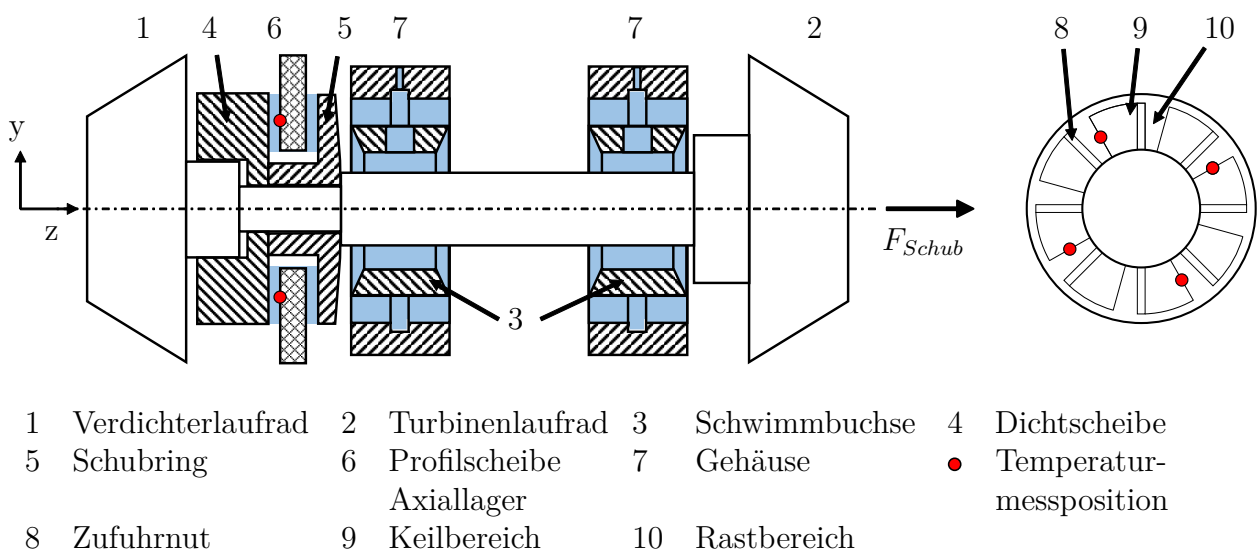 1 4 6 5 7 7 2 8 9 10
y
z
F_Schub
3
1 Verdichterlaufrad 2 Turbinenlaufrad 3 Schwimmbuchse 4 Dichtscheibe
5 Schubring 6 Profilscheibe 7 Gehäuse Temperatur-
Axiallager messposition
8 Zufuhrnut 9 Keilbereich 10 Rastbereich